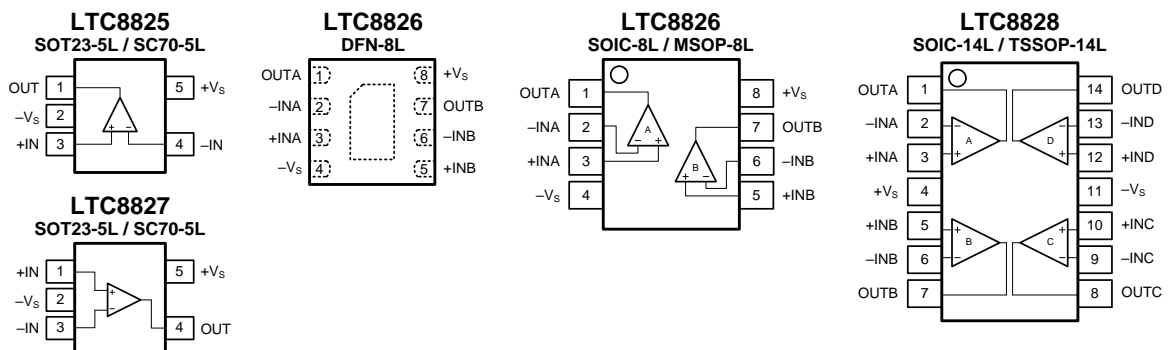 LTC8825
SOT23-5L / SC70-5L
OUT 1 5 +VS
–VS 2
+IN 3 + – 4 –IN
LTC8827
SOT23-5L / SC70-5L
+IN 1 + 5 +VS
–VS 2
–IN 3 – 4 OUT
LTC8826
DFN-8L
OUTA 1 8 +VS
–INA 2 7 OUTB
+INA 3 6 –INB
–VS 4 5 +INB
LTC8826
SOIC-8L / MSOP-8L
OUTA 1 8 +VS
–INA 2 A – + 7 OUTB
+INA 3 B + – 6 –INB
–VS 4 5 +INB
LTC8828
SOIC-14L / TSSOP-14L
OUTA 1 14 OUTD
–INA 2 – – 13 –IND
A D
+INA 3 + + 12 +IND
+VS 4 11 –VS
+INB 5 + + 10 +INC
B C
–INB 6 – – 9 –INC
OUTB 7 8 OUTC